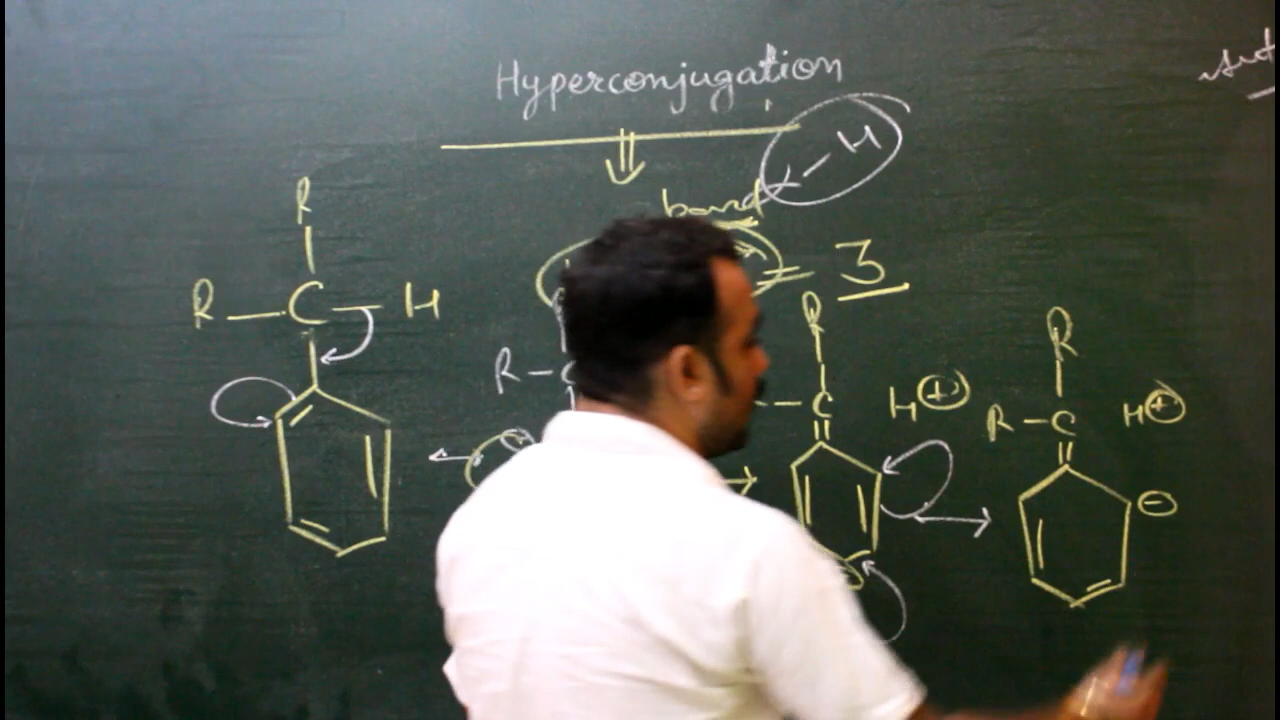 Hyperconjugation
H
bond
= 3
R
R – C – H
R –
R
C
H ⊕
R
R – C
H ⊕
⊖